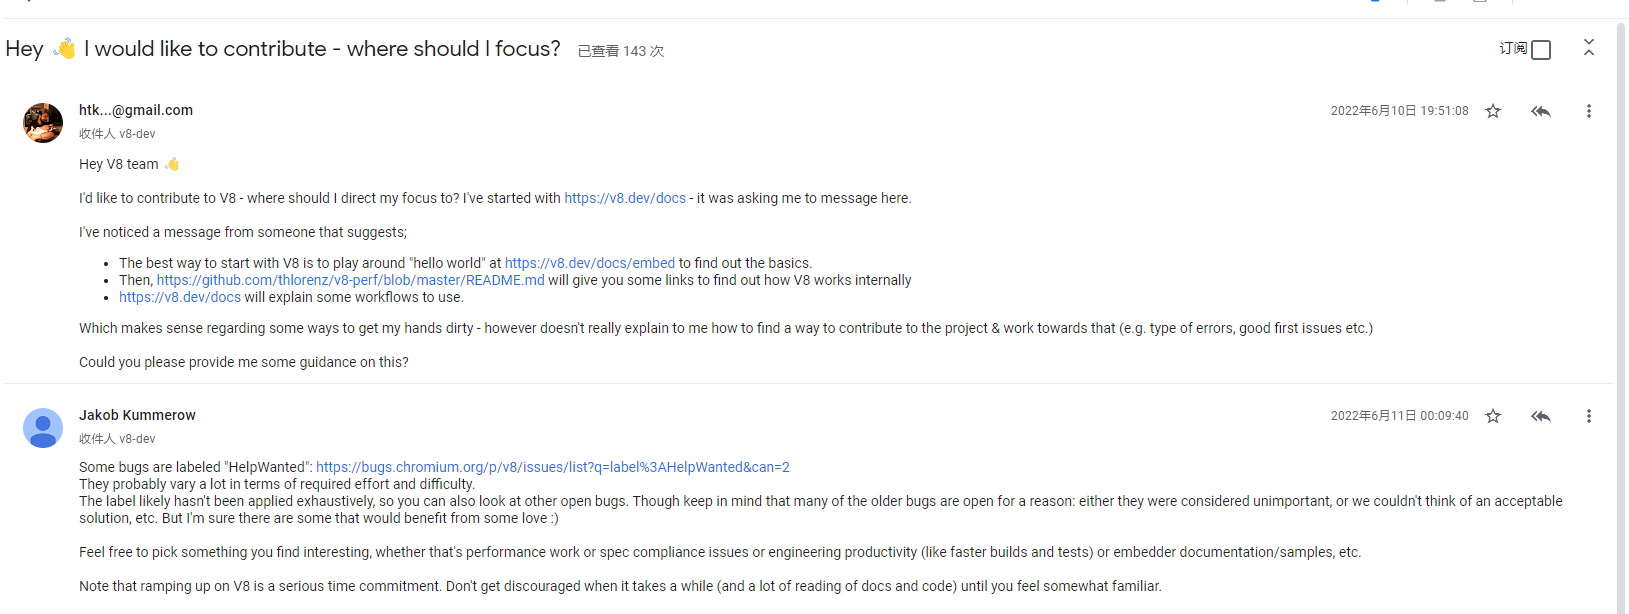 Hey 👋 I would like to contribute - where should I focus? 已查看 143 次
订阅
htk...@gmail.com
2022年6月10日 19:51:08
收件人 v8-dev
Hey V8 team 👋
I'd like to contribute to V8 - where should I direct my focus to? I've started with https://v8.dev/docs - it was asking me to message here.
I've noticed a message from someone that suggests;
• The best way to start with V8 is to play around "hello world" at https://v8.dev/docs/embed to find out the basics.
• Then, https://github.com/thlorenz/v8-perf/blob/master/README.md will give you some links to find out how V8 works internally
• https://v8.dev/docs will explain some workflows to use.
Which makes sense regarding some ways to get my hands dirty - however doesn't really explain to me how to find a way to contribute to the project & work towards that (e.g. type of errors, good first issues etc.)
Could you please provide me some guidance on this?
Jakob Kummerow
2022年6月11日 00:09:40
收件人 v8-dev
Some bugs are labeled "HelpWanted": https://bugs.chromium.org/p/v8/issues/list?q=label%3AHelpWanted&can=2
They probably vary a lot in terms of required effort and difficulty.
The label likely hasn't been applied exhaustively, so you can also look at other open bugs. Though keep in mind that many of the older bugs are open for a reason: either they were considered unimportant, or we couldn't think of an acceptable
solution, etc. But I'm sure there are some that would benefit from some love :)
Feel free to pick something you find interesting, whether that's performance work or spec compliance issues or engineering productivity (like faster builds and tests) or embedder documentation/samples, etc.
Note that ramping up on V8 is a serious time commitment. Don't get discouraged when it takes a while (and a lot of reading of docs and code) until you feel somewhat familiar.